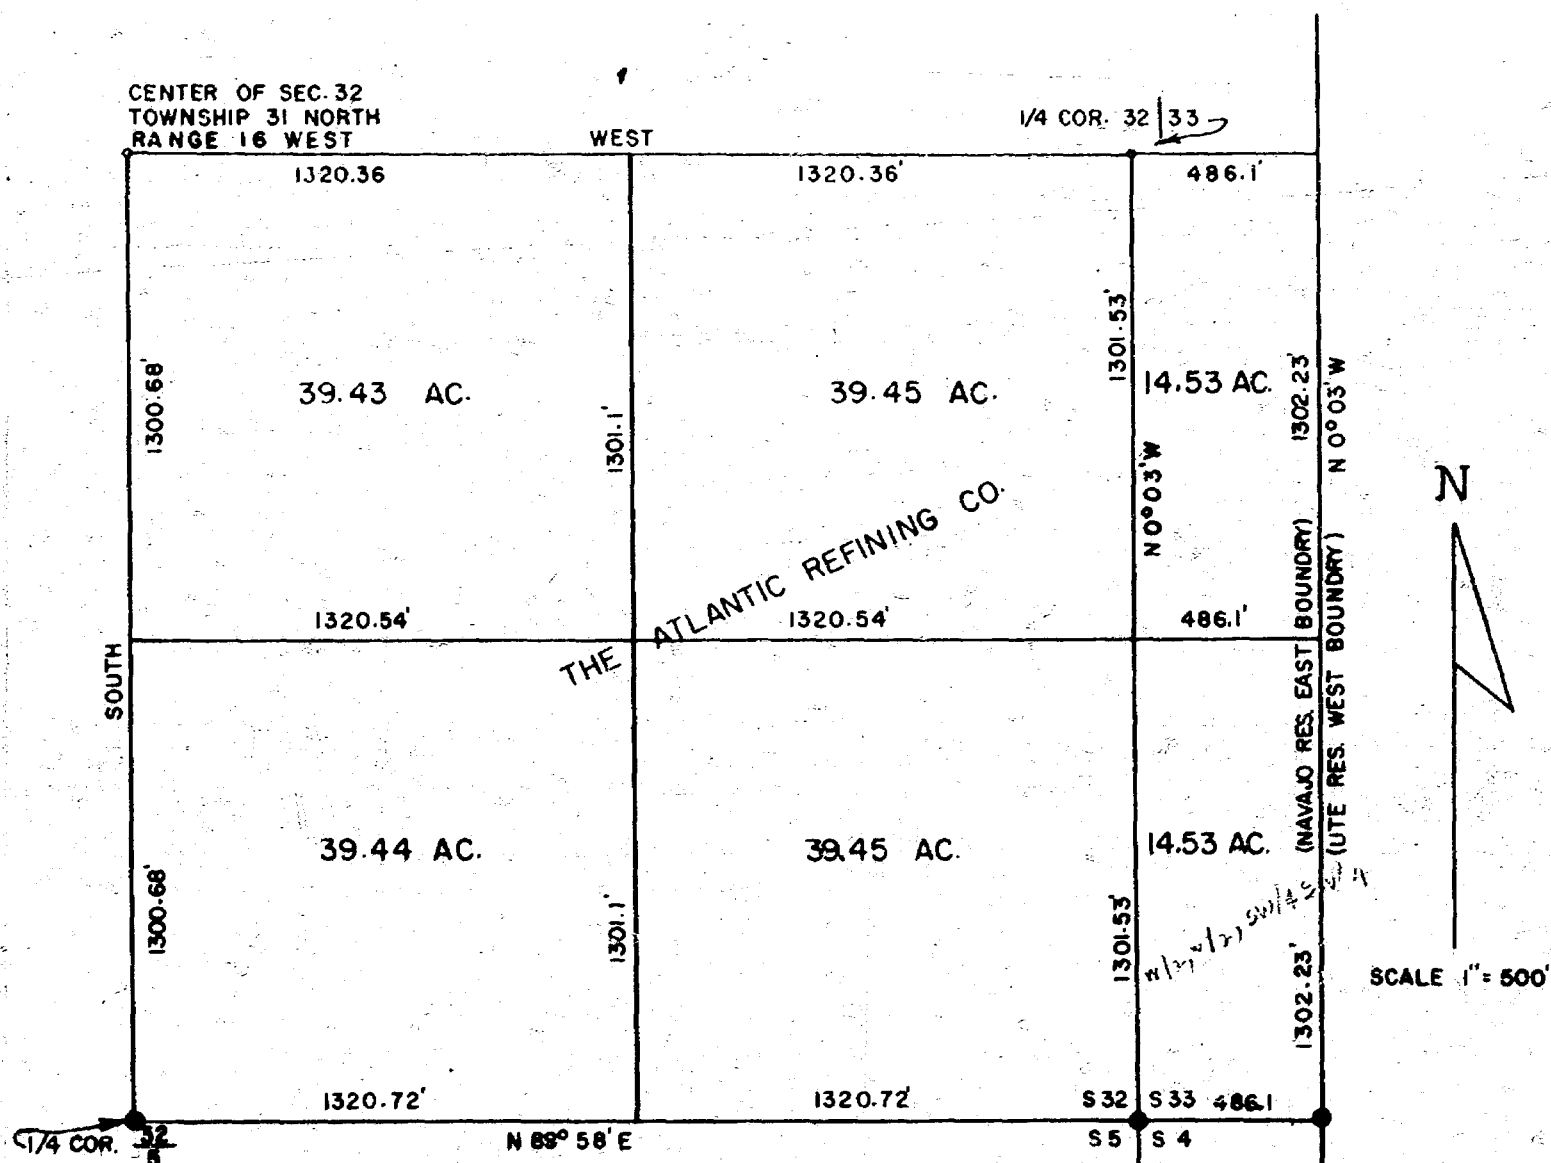 CENTER OF SEC. 32
TOWNSHIP 31 NORTH
RANGE 16 WEST
WEST
1/4 COR. 32 33
1320.36
1320.36'
486.1'
1300.68'
39.43 AC.
1301.1'
39.45 AC.
1301.53'
N 0° 03' W
14.53 AC.
1302.23'
N 0° 03' W
N
THE ATLANTIC REFINING CO.
1320.54'
1320.54'
486.1'
SOUTH
(NAVAJO RES. EAST BOUNDRY)
(UTE RES. WEST BOUNDRY)
1300.68'
39.44 AC.
1301.1'
39.45 AC.
1301.53'
14.53 AC.
1302.23'
SCALE 1" = 500'
1320.72'
1320.72'
S 32 S 33 486.1
1/4 COR. 32
N 89° 58' E
S 5 S 4